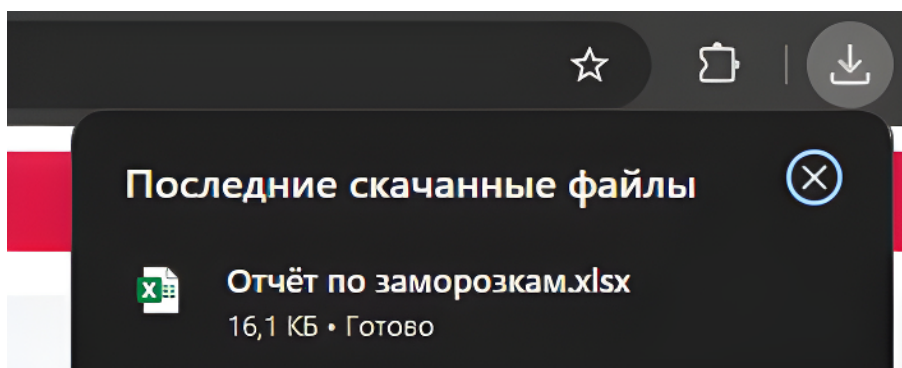 Последние скачанные файлы
Отчёт по заморозкам.xlsx
16,1 КБ • Готово